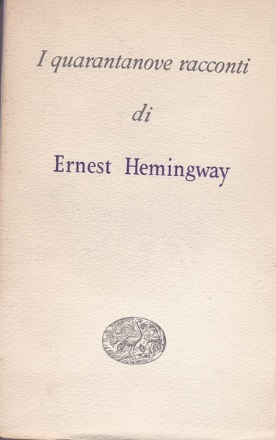 I quarantanove racconti
di
Ernest Hemingway